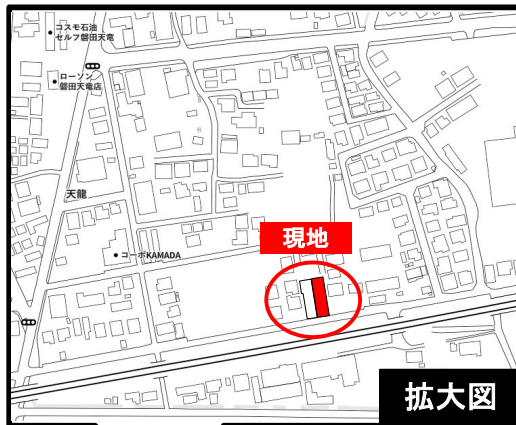 コスモ石油
セルフ磐田天竜
ローソン
磐田天竜店
天龍
コーポKAMADA
現地
拡大図